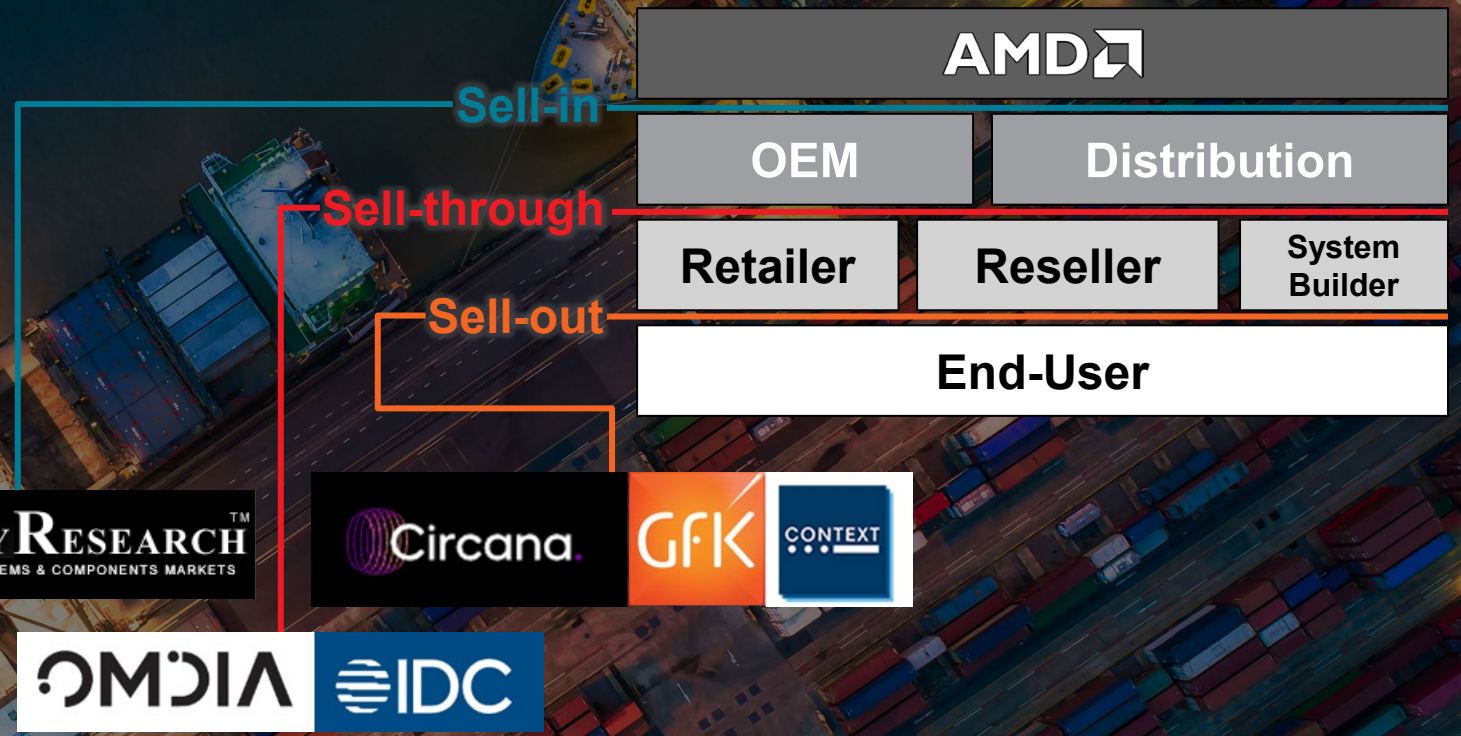 AMD
Sell-in
OEM
Distribution
Sell-through
Retailer
Reseller
System
Builder
Sell-out
End-User
YRESEARCH™
EMS & COMPONENTS MARKETS
Circana.
GfK
CONTEXT
OMDIA
IDC